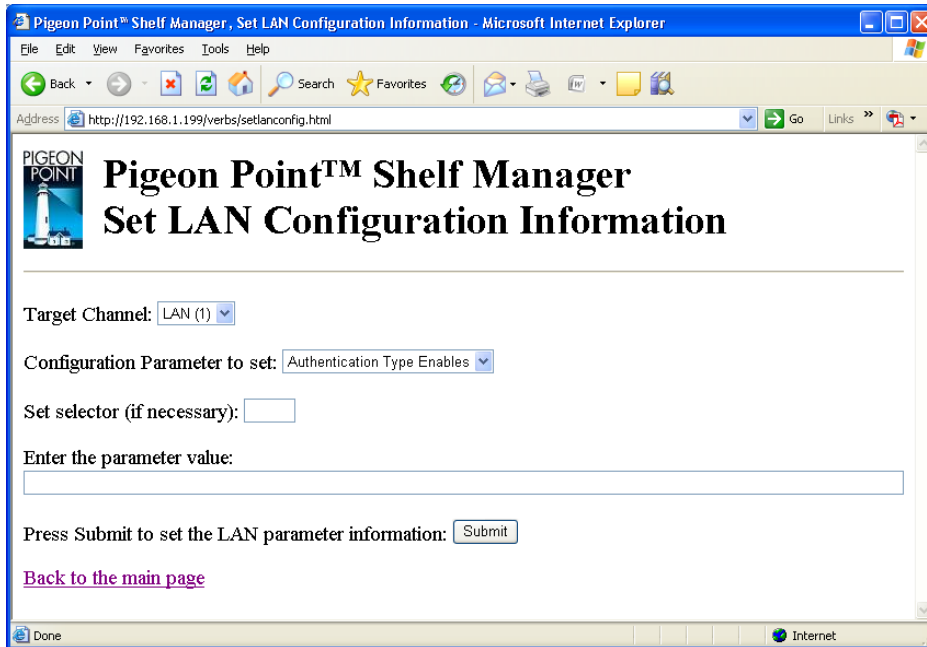 Pigeon Point™ Shelf Manager, Set LAN Configuration Information - Microsoft Internet Explorer
File Edit View Favorites Tools Help
Back Search Favorites
Address http://192.168.1.199/verbs/setlanconfig.html Go Links »
PIGEON
POINT
Pigeon Point™ Shelf Manager
Set LAN Configuration Information
Target Channel: LAN (1)
Configuration Parameter to set: Authentication Type Enables
Set selector (if necessary):
Enter the parameter value:
Press Submit to set the LAN parameter information: Submit
Back to the main page
Done Internet